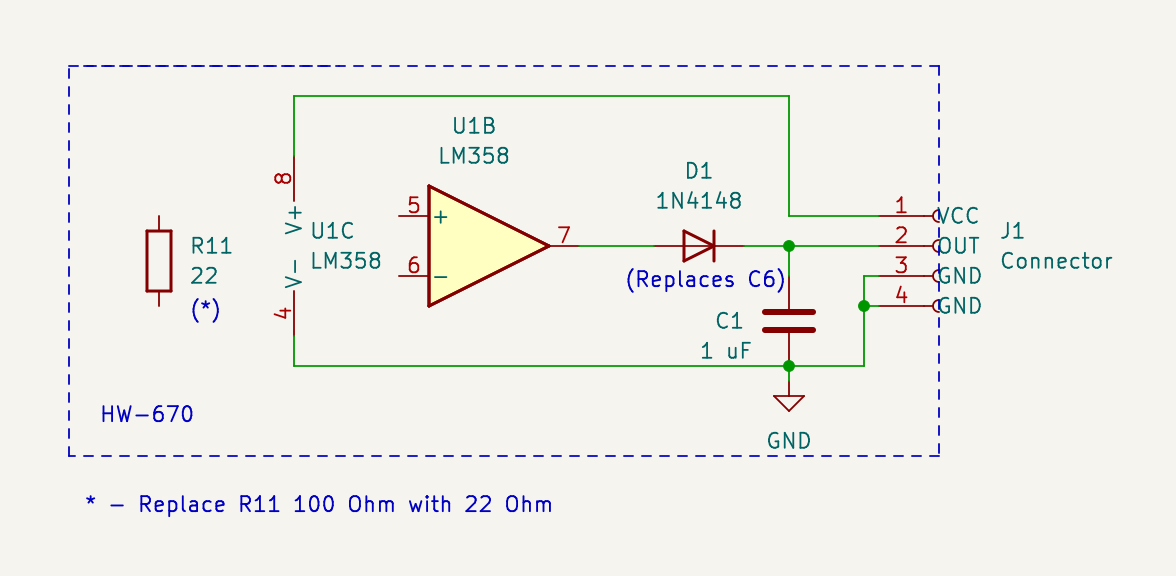 U1B
LM358
8
V+
U1C
LM358
V−
4
R11
22
(*)
5
+
6
−
7
D1
1N4148
(Replaces C6)
C1
1 uF
GND
1
VCC
2
OUT
3
GND
4
GND
J1
Connector
HW−670
* − Replace R11 100 Ohm with 22 Ohm